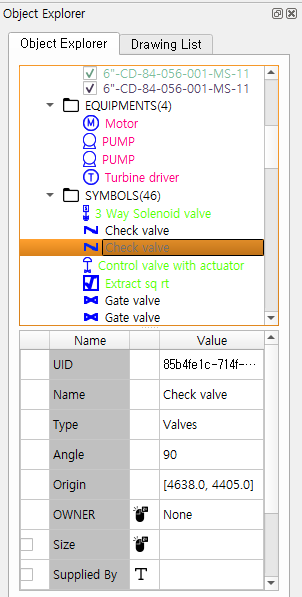 Object Explorer
Object Explorer Drawing List
6"-CD-84-056-001-MS-11
6"-CD-84-056-001-MS-11
EQUIPMENTS(4)
M Motor
PUMP
PUMP
T Turbine driver
SYMBOLS(46)
3 Way Solenoid valve
Check valve
Check valve
Control valve with actuator
Extract sq rt
Gate valve
Gate valve
Name Value
UID 85b4fe1c-714f-···
Name Check valve
Type Valves
Angle 90
Origin [4638.0, 4405.0]
OWNER None
Size
Supplied By T